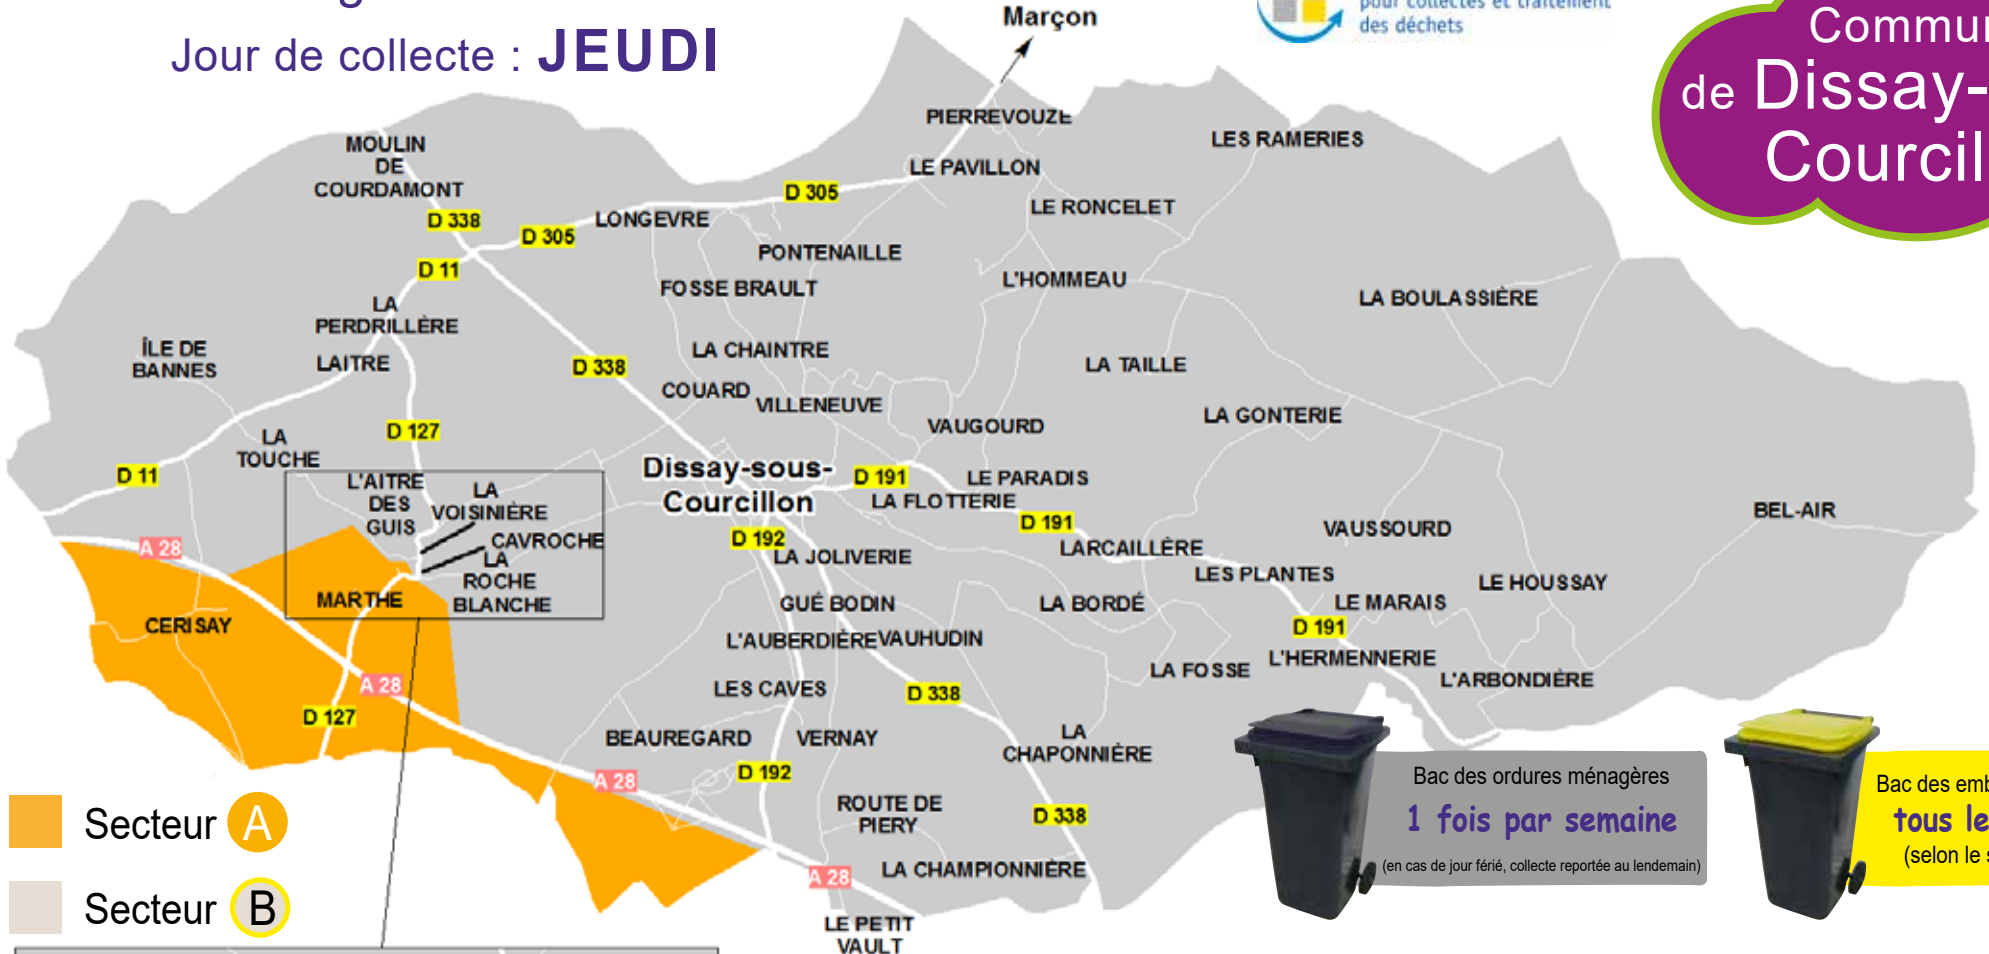 Jour de collecte : JEUDI
Marçon
des déchets
de Dissay-
MOULIN
DE
COURDAMONT
PIERREVOUZE
LES RAMERIES
LE PAVILLON
D 305
LE RONCELET
D 338
D 305
LONGEVRE
PONTENAILLE
D 11
FOSSE BRAULT
L'HOMMEAU
LA BOULASSIÈRE
LA
PERDRILLÈRE
ÎLE DE
BANNES
LAITRE
D 338
LA CHAINTRE
LA TAILLE
COUARD
VILLENEUVE
LA GONTERIE
VAUGOURD
D 127
LA
TOUCHE
D 11
L'AITRE
DES
GUIS
LA
VOISINIÈRE
CAVROCHE
LA
ROCHE
BLANCHE
Dissay-sous-
Courcillon
D 191
LE PARADIS
LA FLOTTERIE
D 191
BEL-AIR
VAUSSOURD
A 28
D 192
LA JOLIVERIE
LARCAILLÈRE
LES PLANTES
LE HOUSSAY
MARTHE
GUÉ BODIN
LA BORDÉ
LE MARAIS
CERISAY
D 191
L'AUBERDIÈRE
VAUHUDIN
LA FOSSE
L'HERMENNERIE
L'ARBONDIÈRE
A 28
LES CAVES
D 338
D 127
BEAUREGARD
VERNAY
LA
CHAPONNIÈRE
D 192
A 28
ROUTE DE
PIERY
D 338
LA CHAMPIONNIÈRE
A 28
LE PETIT
VAULT
Secteur A
Secteur B
Bac des ordures ménagères
1 fois par semaine
(en cas de jour férié, collecte reportée au lendemain)
Bac des
tous
(selon le